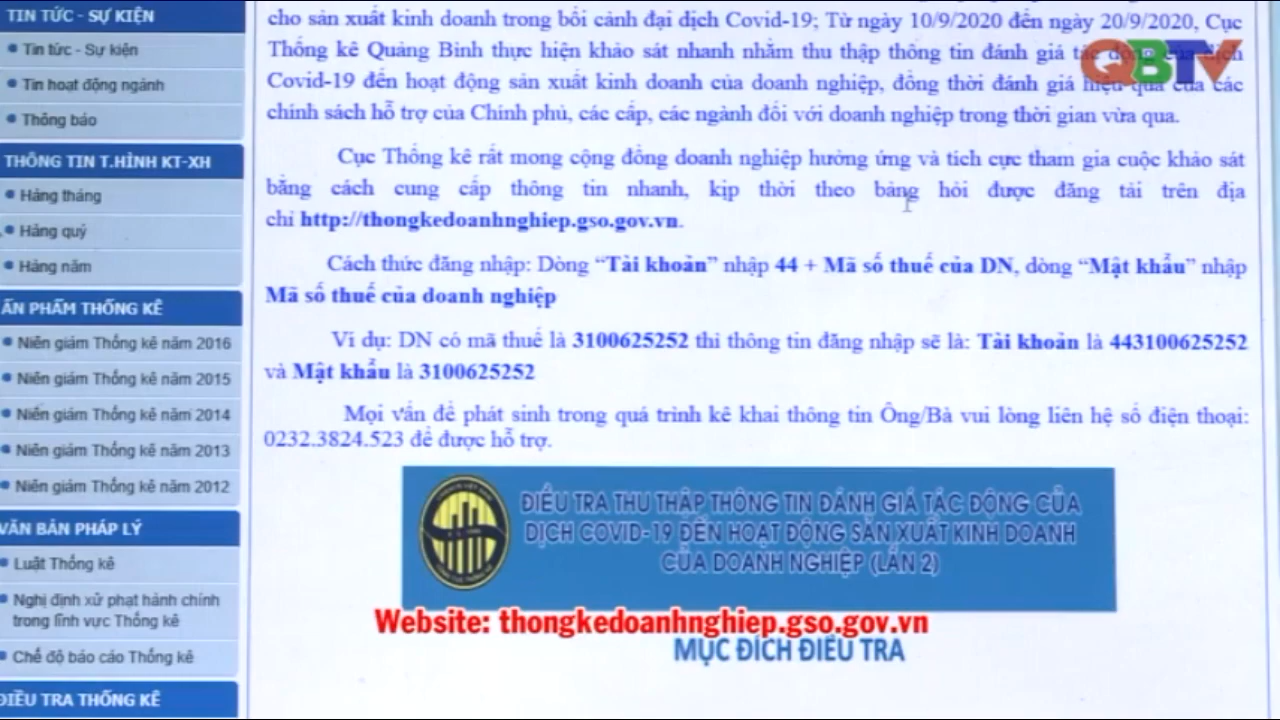 TIN TỨC - SỰ KIỆN
Tin tức - Sự kiện
Tin hoạt động ngành
Thông báo
THÔNG TIN T.HÌNH KT-XH
Hàng tháng
Hàng quý
Hàng năm
ẤN PHẨM THỐNG KÊ
Niên giám Thống kê năm 2016
Niên giám Thống kê năm 2015
Niên giám Thống kê năm 2014
Niên giám Thống kê năm 2013
Niên giám Thống kê năm 2012
VĂN BẢN PHÁP LÝ
Luật Thống kê
Nghị định xử phạt hành chính
trong lĩnh vực Thống kê
Chế độ báo cáo Thống kê
ĐIỀU TRA THỐNG KÊ
cho sản xuất kinh doanh trong bối cảnh đại dịch Covid-19; Từ ngày 10/9/2020 đến ngày 20/9/2020, Cục
Thống kê Quảng Bình thực hiện khảo sát nhanh nhằm thu thập thông tin đánh giá tác động của dịch
Covid-19 đến hoạt động sản xuất kinh doanh của doanh nghiệp, đồng thời đánh giá hiệu quả của các
chính sách hỗ trợ của Chính phủ, các cấp, các ngành đối với doanh nghiệp trong thời gian vừa qua.
Cục Thống kê rất mong cộng đồng doanh nghiệp hưởng ứng và tích cực tham gia cuộc khảo sát
bằng cách cung cấp thông tin nhanh, kịp thời theo bảng hỏi được đăng tải trên địa
chỉ http://thongkedoanhnghiep.gso.gov.vn.
Cách thức đăng nhập: Dòng “Tài khoản” nhập 44 + Mã số thuế của DN, dòng “Mật khẩu” nhập
Mã số thuế của doanh nghiệp
Ví dụ: DN có mã thuế là 3100625252 thì thông tin đăng nhập sẽ là: Tài khoản là 443100625252
và Mật khẩu là 3100625252
Mọi vấn đề phát sinh trong quá trình kê khai thông tin Ông/Bà vui lòng liên hệ số điện thoại:
0232.3824.523 để được hỗ trợ.
ĐIỀU TRA THU THẬP THÔNG TIN ĐÁNH GIÁ TÁC ĐỘNG CỦA
DỊCH COVID-19 ĐẾN HOẠT ĐỘNG SẢN XUẤT KINH DOANH
CỦA DOANH NGHIỆP (LẦN 2)
Website: thongkedoanhnghiep.gso.gov.vn
MỤC ĐÍCH ĐIỀU TRA
QBTV